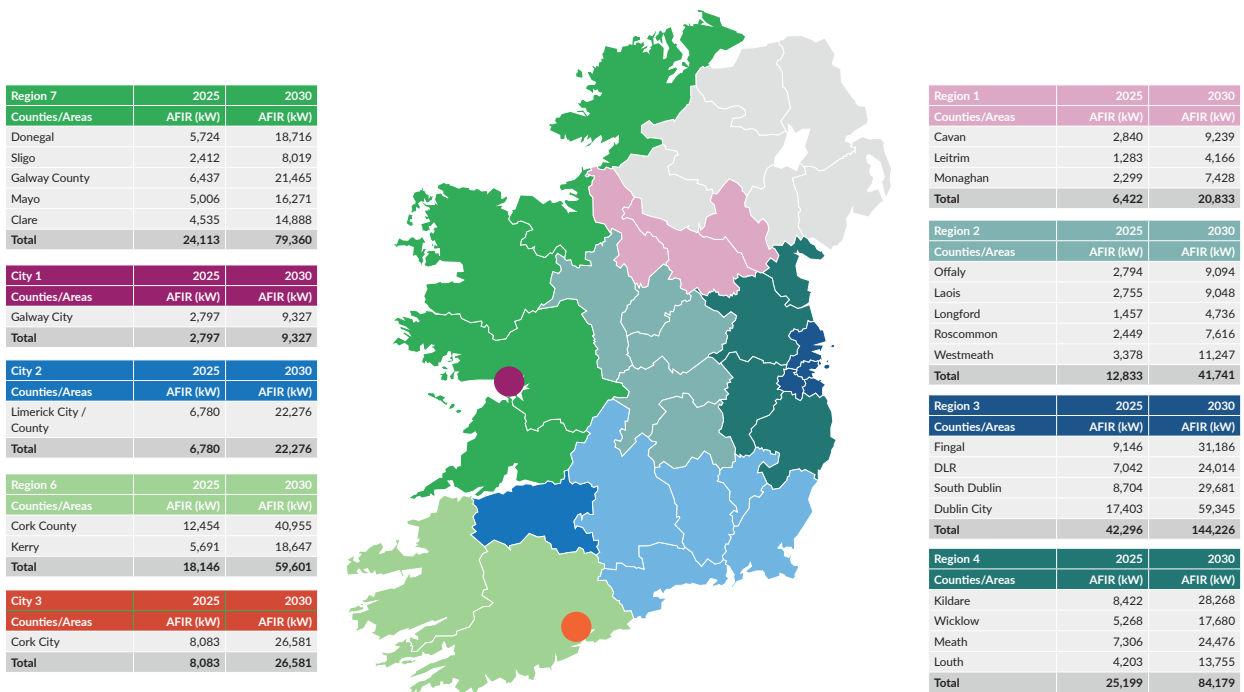 Region 7 2025 2030
Counties/Areas AFIR (kW) AFIR (kW)
Donegal 5,724 18,716
Sligo 2,412 8,019
Galway County 6,437 21,465
Mayo 5,006 16,271
Clare 4,535 14,888
Total 24,113 79,360
City 1 2025 2030
Counties/Areas AFIR (kW) AFIR (kW)
Galway City 2,797 9,327
Total 2,797 9,327
City 2 2025 2030
Counties/Areas AFIR (kW) AFIR (kW)
Limerick City / 6,780 22,276
County
Total 6,780 22,276
Region 6 2025 2030
Counties/Areas AFIR (kW) AFIR (kW)
Cork County 12,454 40,955
Kerry 5,691 18,647
Total 18,146 59,601
City 3 2025 2030
Counties/Areas AFIR (kW) AFIR (kW)
Cork City 8,083 26,581
Total 8,083 26,581
Region 1 2025 2030
Counties/Areas AFIR (kW) AFIR (kW)
Cavan 2,840 9,239
Leitrim 1,283 4,166
Monaghan 2,299 7,428
Total 6,422 20,833
Region 2 2025 2030
Counties/Areas AFIR (kW) AFIR (kW)
Offaly 2,794 9,094
Laois 2,755 9,048
Longford 1,457 4,736
Roscommon 2,449 7,616
Westmeath 3,378 11,247
Total 12,833 41,741
Region 3 2025 2030
Counties/Areas AFIR (kW) AFIR (kW)
Fingal 9,146 31,186
DLR 7,042 24,014
South Dublin 8,704 29,681
Dublin City 17,403 59,345
Total 42,296 144,226
Region 4 2025 2030
Counties/Areas AFIR (kW) AFIR (kW)
Kildare 8,422 28,268
Wicklow 5,268 17,680
Meath 7,306 24,476
Louth 4,203 13,755
Total 25,199 84,179